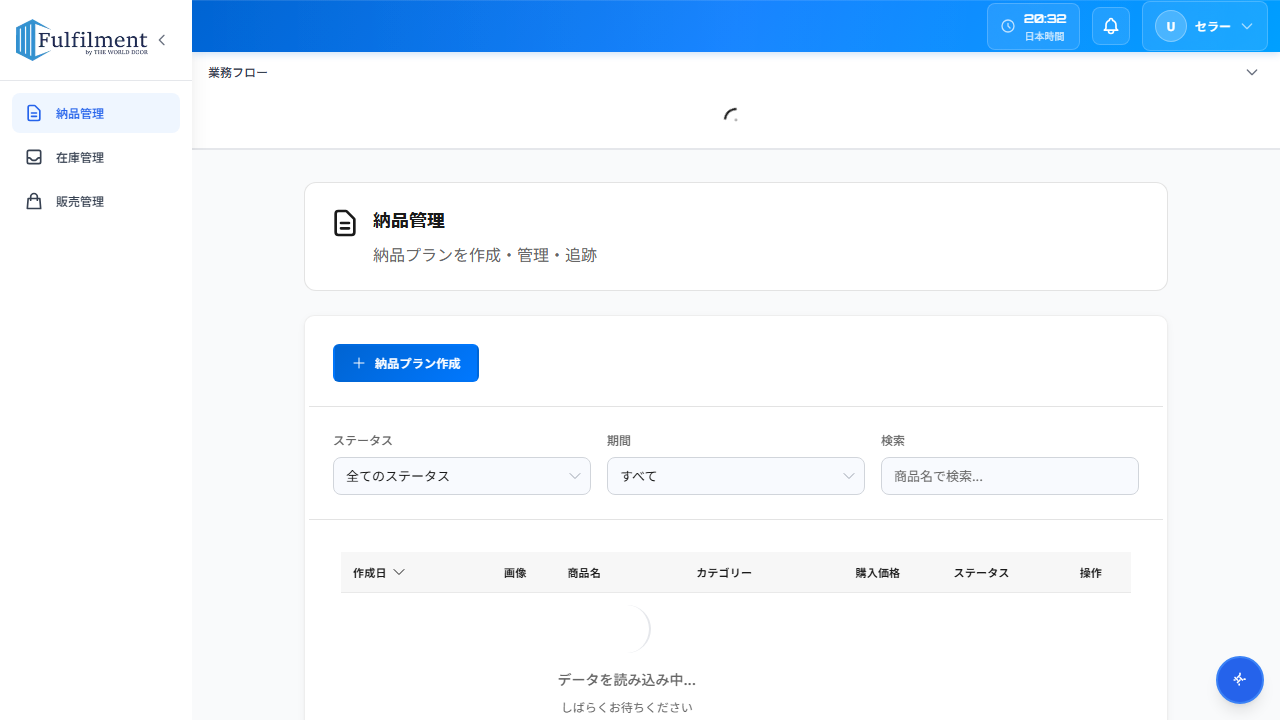 Fulfilment
by THE WORLD DOOR
納品管理
在庫管理
販売管理
20:32
日本時間
U
セラー
業務フロー
納品管理
納品プランを作成・管理・追跡
納品プラン作成
ステータス
期間
検索
全てのステータス
すべて
商品名で検索...
作成日
画像
商品名
カテゴリー
購入価格
ステータス
操作
データを読み込み中...
しばらくお待ちください